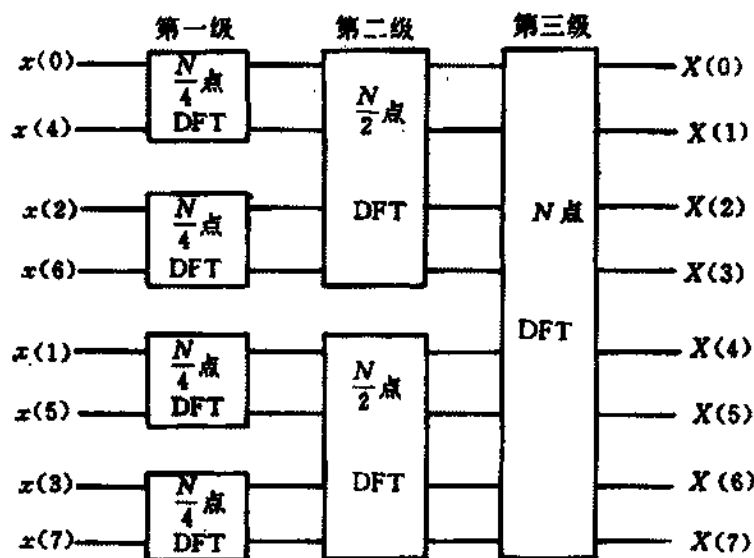 第一级 第二级 第三级
x(0) N/4 点 X(0)
x(4) DFT X(1)
N/2 点
x(2) N/4 点 DFT N点 X(2)
x(6) DFT X(3)
DFT
x(1) N/4 点 X(4)
N/2 点
x(5) DFT X(5)
x(3) N/4 点 DFT X(6)
x(7) DFT X(7)